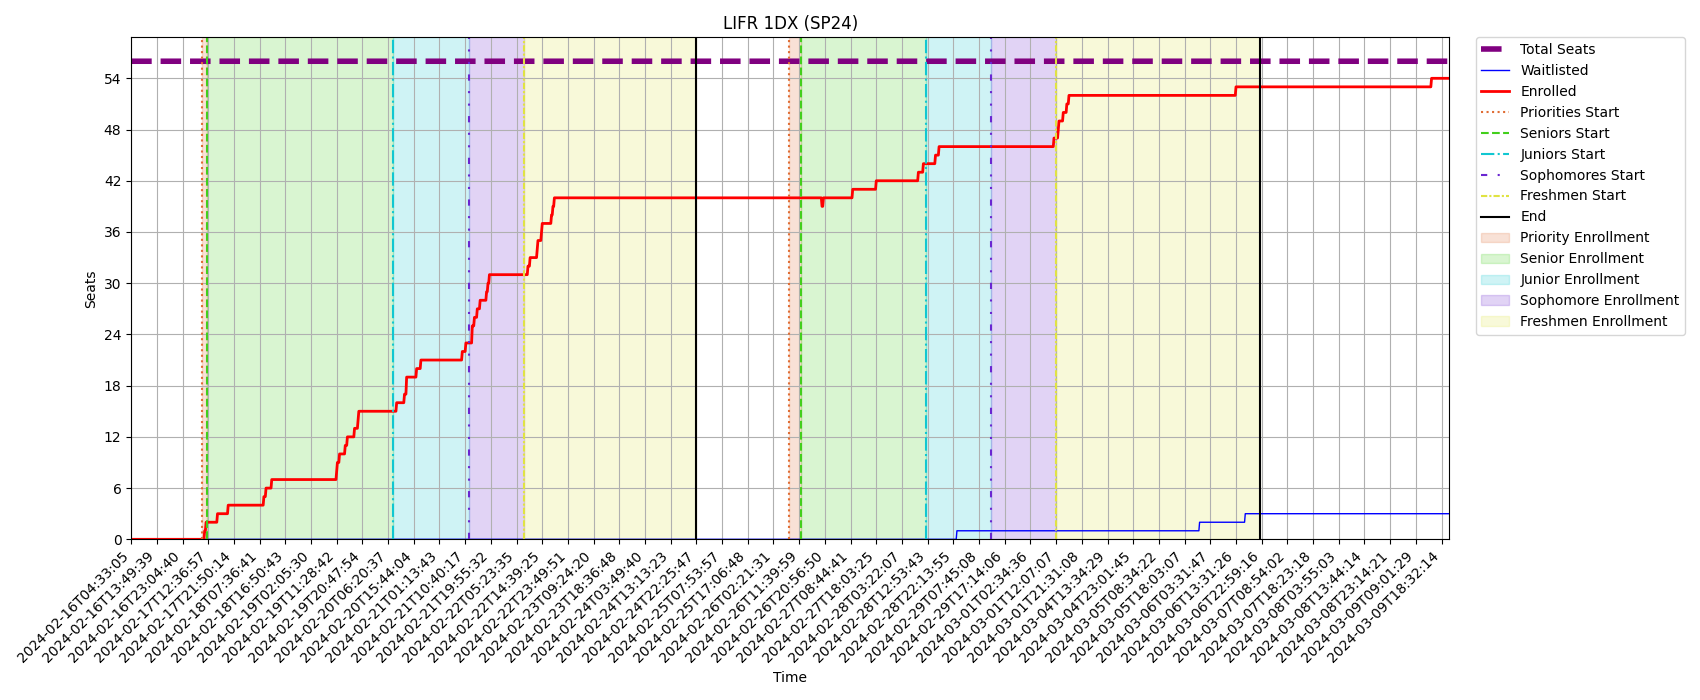 LIFR 1DX (SP24)
Seats
54
48
42
36
30
24
18
12
6
0
2024-02-16T04:33:05
2024-02-16T13:49:39
2024-02-16T23:04:40
2024-02-17T12:36:57
2024-02-17T21:50:14
2024-02-18T07:36:41
2024-02-18T16:50:43
2024-02-19T02:05:30
2024-02-19T11:28:42
2024-02-19T20:47:54
2024-02-20T06:20:37
2024-02-20T15:44:04
2024-02-21T01:13:43
2024-02-21T10:40:17
2024-02-21T19:55:32
2024-02-22T05:23:35
2024-02-22T14:39:25
2024-02-22T23:49:51
2024-02-23T09:24:20
2024-02-23T18:36:48
2024-02-24T03:49:40
2024-02-24T13:13:23
2024-02-24T22:25:47
2024-02-25T07:53:57
2024-02-25T17:06:48
2024-02-26T02:21:31
2024-02-26T11:39:59
2024-02-26T20:56:50
2024-02-27T08:44:41
2024-02-27T18:03:25
2024-02-28T03:22:07
2024-02-28T12:53:43
2024-02-28T22:13:55
2024-02-29T07:45:08
2024-02-29T17:14:06
2024-03-01T02:34:36
2024-03-01T12:07:07
2024-03-01T21:31:08
2024-03-04T13:34:29
2024-03-04T23:01:45
2024-03-05T08:34:22
2024-03-05T18:03:07
2024-03-06T03:31:47
2024-03-06T13:31:26
2024-03-06T22:59:16
2024-03-07T08:54:02
2024-03-07T18:23:18
2024-03-08T03:55:03
2024-03-08T13:44:14
2024-03-08T23:14:21
2024-03-09T09:01:29
2024-03-09T18:32:14
Time
Total Seats
Waitlisted
Enrolled
Priorities Start
Seniors Start
Juniors Start
Sophomores Start
Freshmen Start
End
Priority Enrollment
Senior Enrollment
Junior Enrollment
Sophomore Enrollment
Freshmen Enrollment